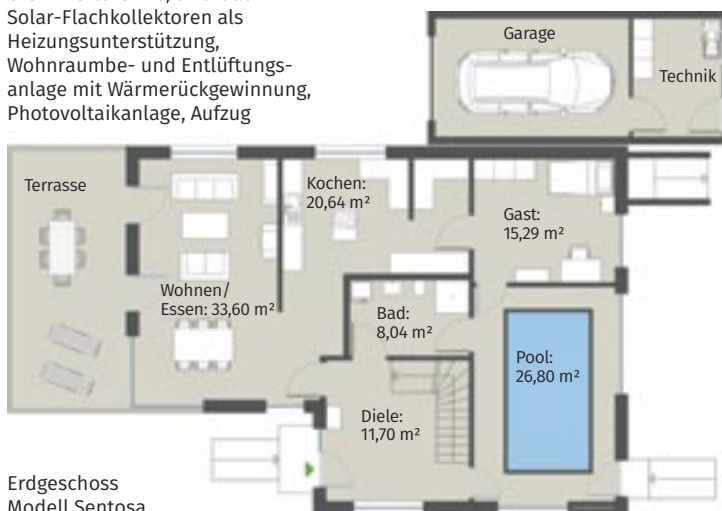 Solar-Flachkollektoren als
Heizungsunterstützung,
Wohnraumbe- und Entlüftungs-
anlage mit Wärmerückgewinnung,
Photovoltaikanlage, Aufzug
Garage
Technik
Terrasse
Kochen:
20,64 m²
Gast:
15,29 m²
Wohnen/
Essen: 33,60 m²
Bad:
8,04 m²
Pool:
26,80 m²
Diele:
11,70 m²
Erdgeschoss
Modell Sentosa